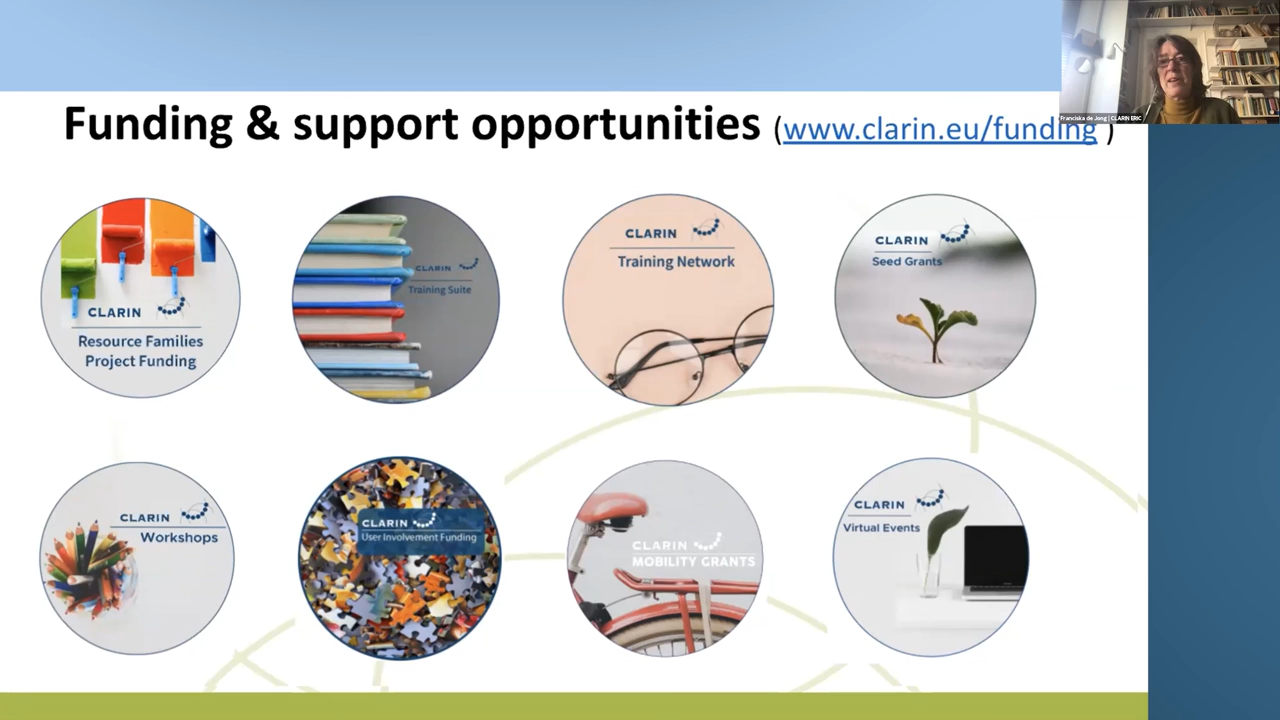 Funding & support opportunities (www.clarin.eu/funding )
Franciska de Jong | CLARIN ERIC
CLARIN
Resource Families
Project Funding
CLARIN
Training Suite
CLARIN
Training Network
CLARIN
Seed Grants
CLARIN
Workshops
CLARIN
User Involvement Funding
CLARIN
MOBILITY GRANTS
CLARIN
Virtual Events